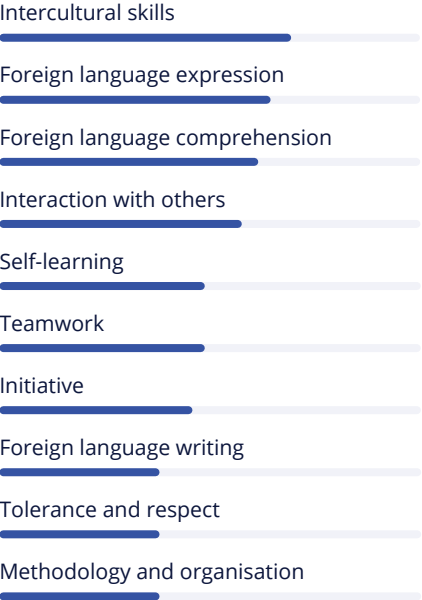 Intercultural skills
Foreign language expression
Foreign language comprehension
Interaction with others
Self-learning
Teamwork
Initiative
Foreign language writing
Tolerance and respect
Methodology and organisation